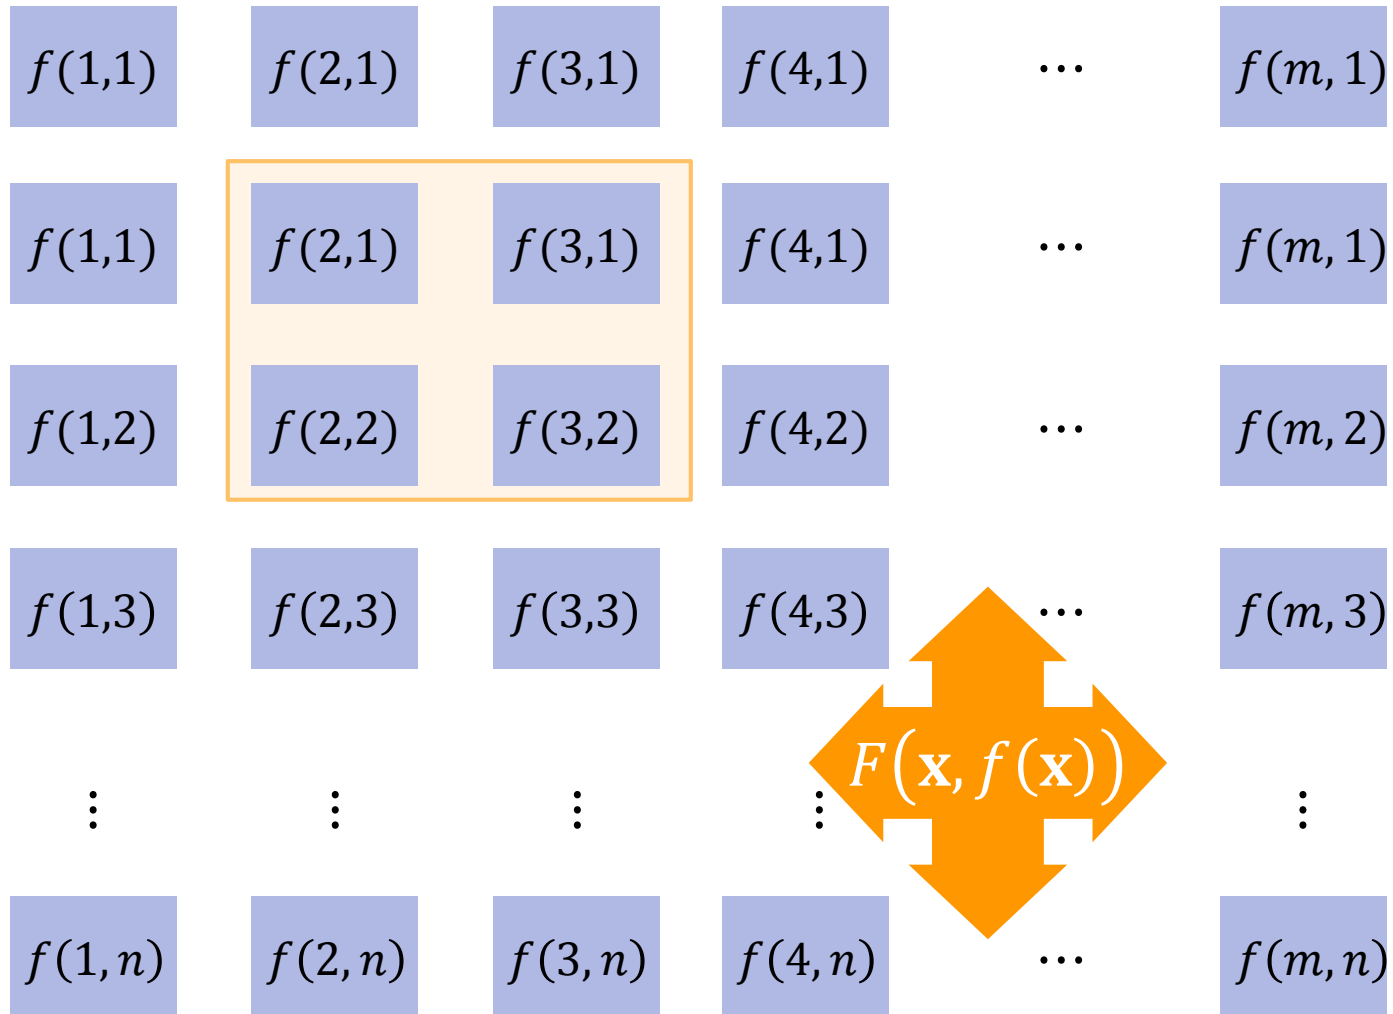 f(1,1) f(2,1) f(3,1) f(4,1) ⋯ f(m, 1)
f(1,1) f(2,1) f(3,1) f(4,1) ⋯ f(m, 1)
f(1,2) f(2,2) f(3,2) f(4,2) ⋯ f(m, 2)
f(1,3) f(2,3) f(3,3) f(4,3) ⋯ f(m, 3)
F(𝐱, f(𝐱))
⋮ ⋮ ⋮ ⋮ ⋮
f(1, n) f(2, n) f(3, n) f(4, n) ⋯ f(m, n)